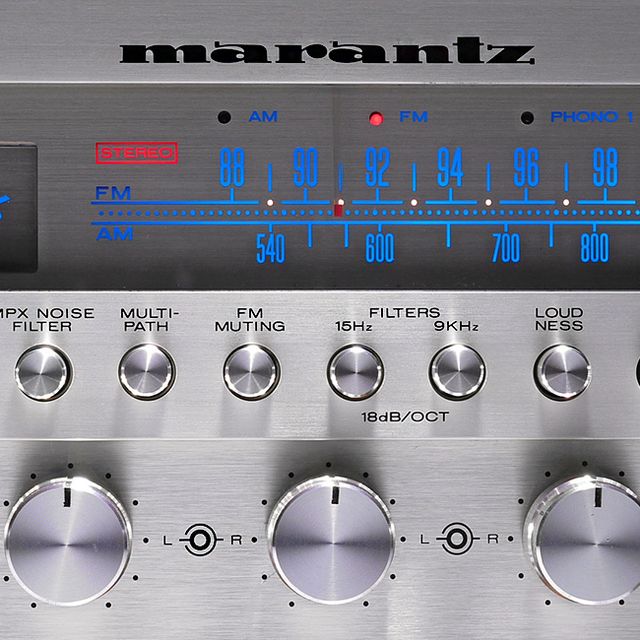 marantz
AM FM PHONO 1
STEREO
88 90 92 94 96 98
FM
AM
540 600 700 800
MPX NOISE FILTER
MULTI-PATH
FM MUTING
FILTERS
15Hz 9KHz
LOUD NESS
18dB/OCT
L R L R